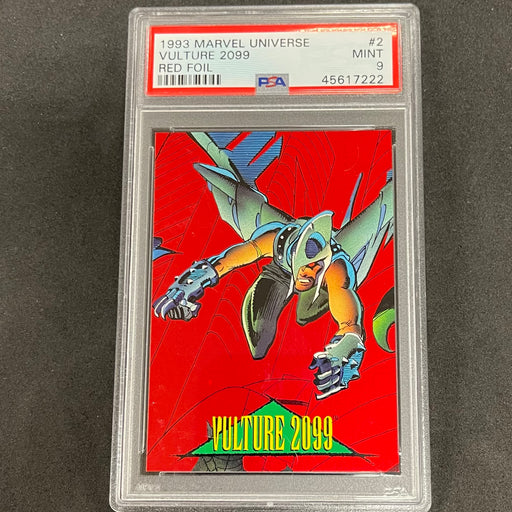 1993 MARVEL UNIVERSE #2
VULTURE 2099 MINT
RED FOIL PSA 9
45617222
VULTURE 2099